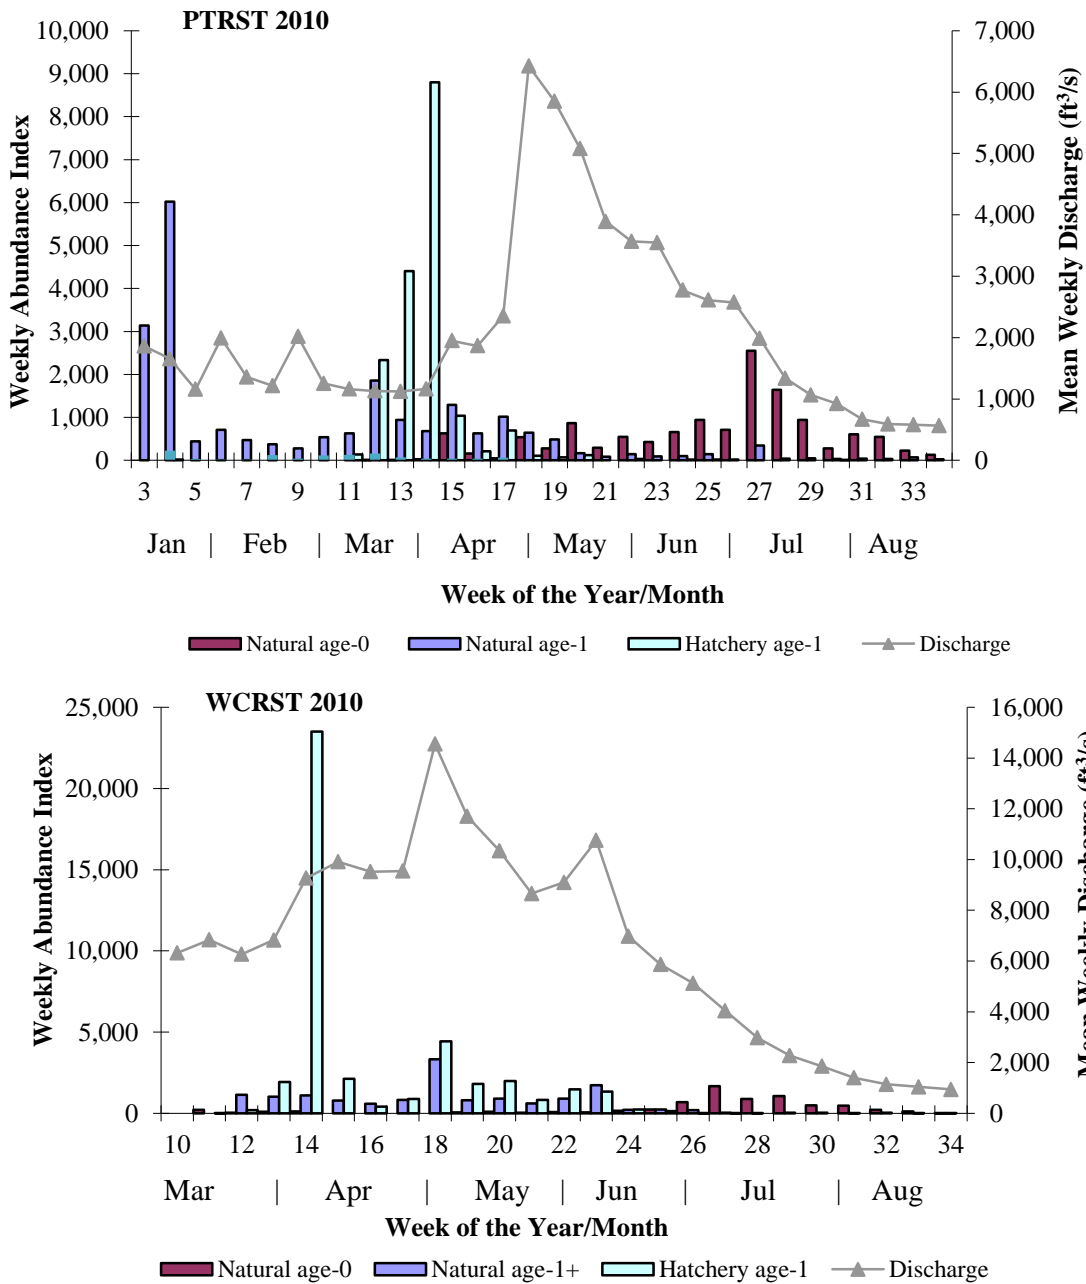 PTRST 2010
10,000
9,000
8,000
7,000
6,000
5,000
4,000
3,000
2,000
1,000
0
Weekly Abundance Index
7,000
6,000
5,000
4,000
3,000
2,000
1,000
0
Mean Weekly Discharge (ft³/s)
3 5 7 9 11 13 15 17 19 21 23 25 27 29 31 33
Jan | Feb | Mar | Apr | May | Jun | Jul | Aug
Week of the Year/Month
Natural age-0 Natural age-1 Hatchery age-1 Discharge
WCRST 2010
25,000
20,000
15,000
10,000
5,000
0
Weekly Abundance Index
16,000
14,000
12,000
10,000
8,000
6,000
4,000
2,000
0
Mean Weekly Discharge (ft³/s)
10 12 14 16 18 20 22 24 26 28 30 32 34
Mar | Apr | May | Jun | Jul | Aug
Week of the Year/Month
Natural age-0 Natural age-1+ Hatchery age-1 Discharge